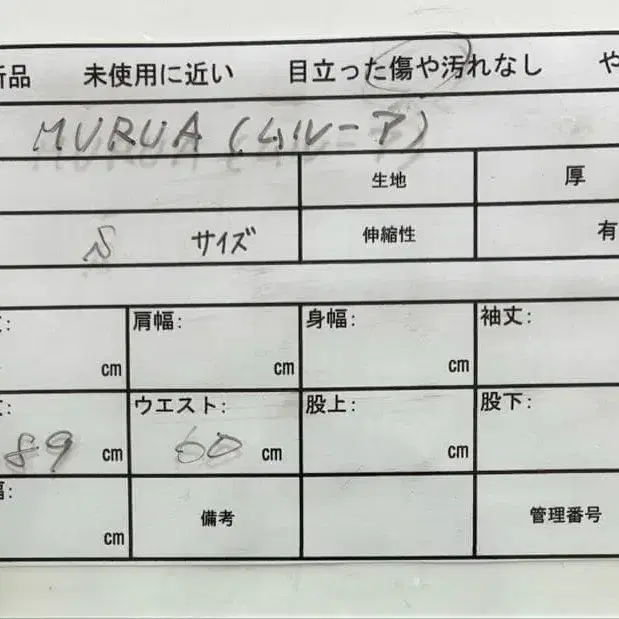 新品 未使用に近い 目立った傷や汚れなし や
MURUA (ムルーア)
生地 厚
S サイズ 伸縮性 有
丈: 肩幅: 身幅: 袖丈:
cm cm cm
丈: ウエスト: 股上: 股下:
89 cm 60 cm cm
幅: 備考 管理番号
cm